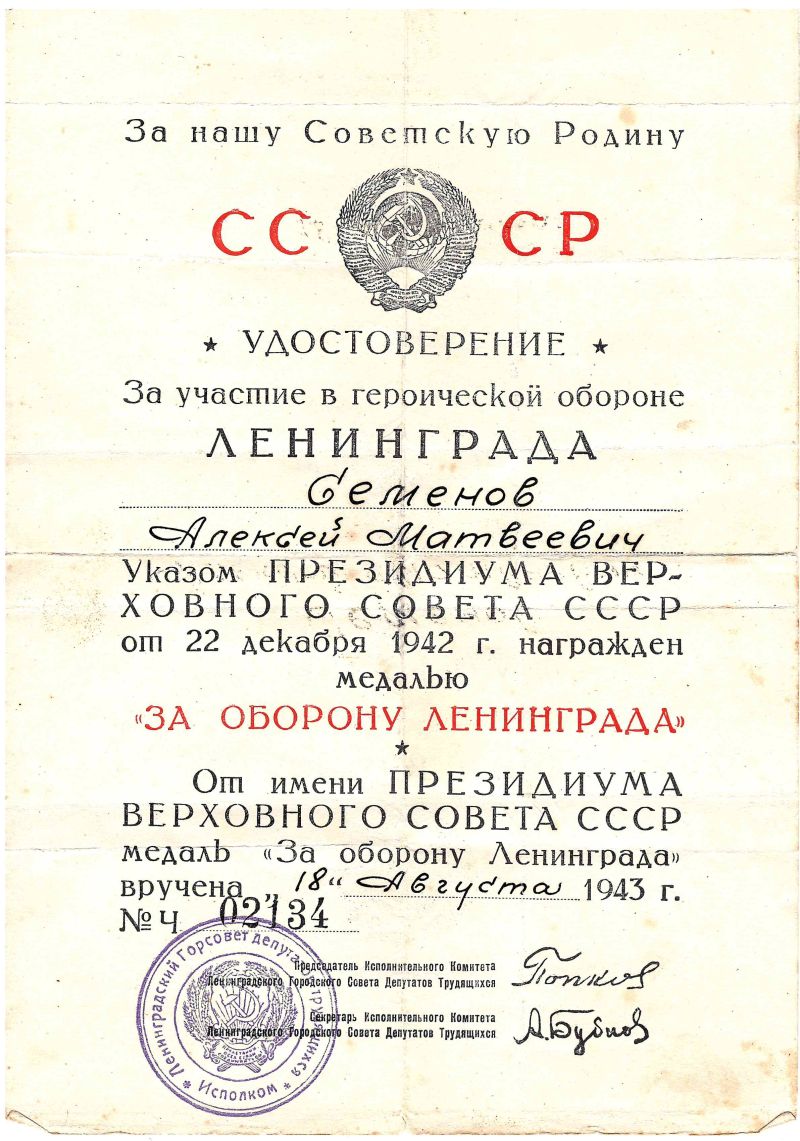 За нашу Советскую Родину
СС СР
★ УДОСТОВЕРЕНИЕ ★
За участие в героической обороне
ЛЕНИНГРАДА
Семенов
Алексей Матвеевич
Указом ПРЕЗИДИУМА ВЕР-
ХОВНОГО СОВЕТА СССР
от 22 декабря 1942 г. награжден
медалью
«ЗА ОБОРОНУ ЛЕНИНГРАДА»
★
От имени ПРЕЗИДИУМА
ВЕРХОВНОГО СОВЕТА СССР
медаль «За оборону Ленинграда»
вручена „18“ Августа 1943 г.
№ Ч 02134
Председатель Исполнительного Комитета
Ленинградского Городского Совета Депутатов Трудящихся
Попков
Секретарь Исполнительного Комитета
Ленинградского Городского Совета Депутатов Трудящихся
А.Бубнов
Ленинградский Горсовет депутатов трудящихся
★ Исполком ★